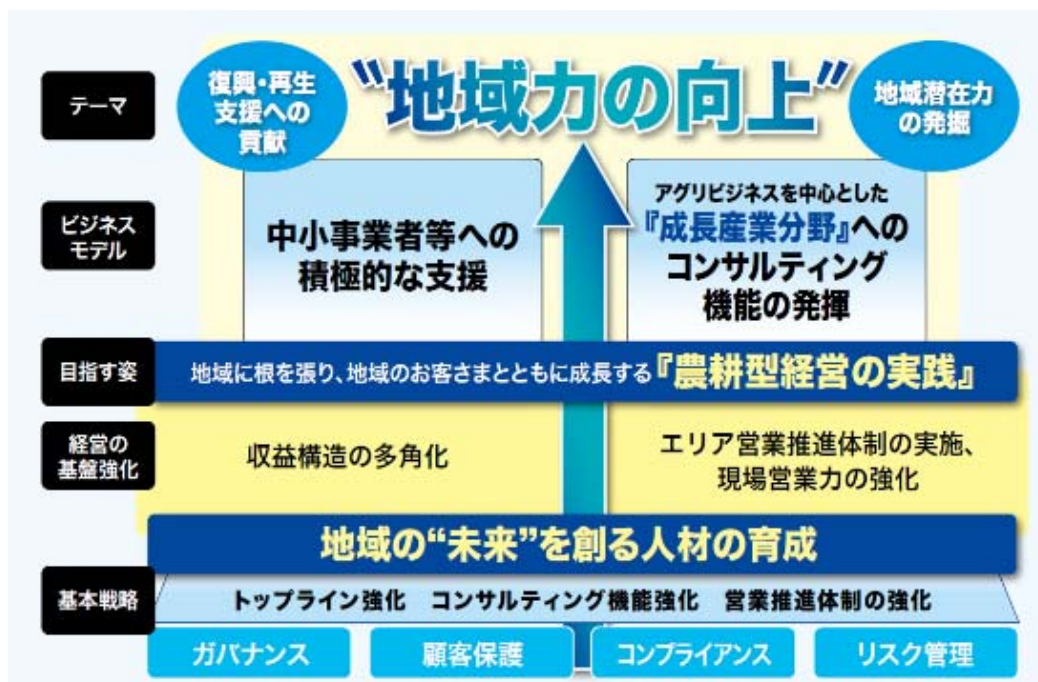 テーマ
復興・再生
支援への
貢献
“地域力の向上”
地域潜在力
の発掘
ビジネス
モデル
中小事業者等への
積極的な支援
アグリビジネスを中心とした
『成長産業分野』への
コンサルティング
機能の発揮
目指す姿
地域に根を張り、地域のお客さまとともに成長する『農耕型経営の実践』
経営の
基盤強化
収益構造の多角化
エリア営業推進体制の実施、
現場営業力の強化
地域の“未来”を創る人材の育成
基本戦略
トップライン強化 コンサルティング機能強化 営業推進体制の強化
ガバナンス
顧客保護
コンプライアンス
リスク管理